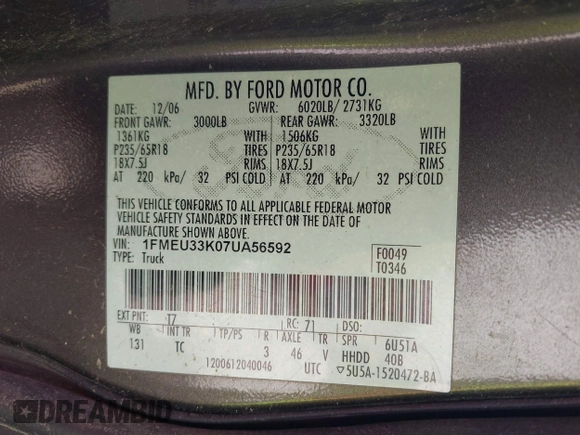 MFD. BY FORD MOTOR CO.
DATE: 12/06 GVWR: 6020LB/ 2731KG
FRONT GAWR: 3000LB REAR GAWR: 3320LB
1361KG WITH 1506KG WITH
P235/65R18 TIRES P235/65R18 TIRES
18X7.5J RIMS 18X7.5J RIMS
AT 220 kPa/ 32 PSI COLD AT 220 kPa/ 32 PSI COLD
THIS VEHICLE CONFORMS TO ALL APPLICABLE FEDERAL MOTOR
VEHICLE SAFETY STANDARDS IN EFFECT ON THE DATE OF
MANUFACTURE SHOWN ABOVE.
VIN: 1FMEU33K07UA56592 F0049
TYPE: Truck T0346
EXT PNT: T7 RC: 71 DSO:
WB INT TR TP/PS R AXLE TR SPR 6U51A
131 TC 3 46 V HHDD 40B
1200612040046 UTC ▽5U5A-1520472-BA
DREAMBID